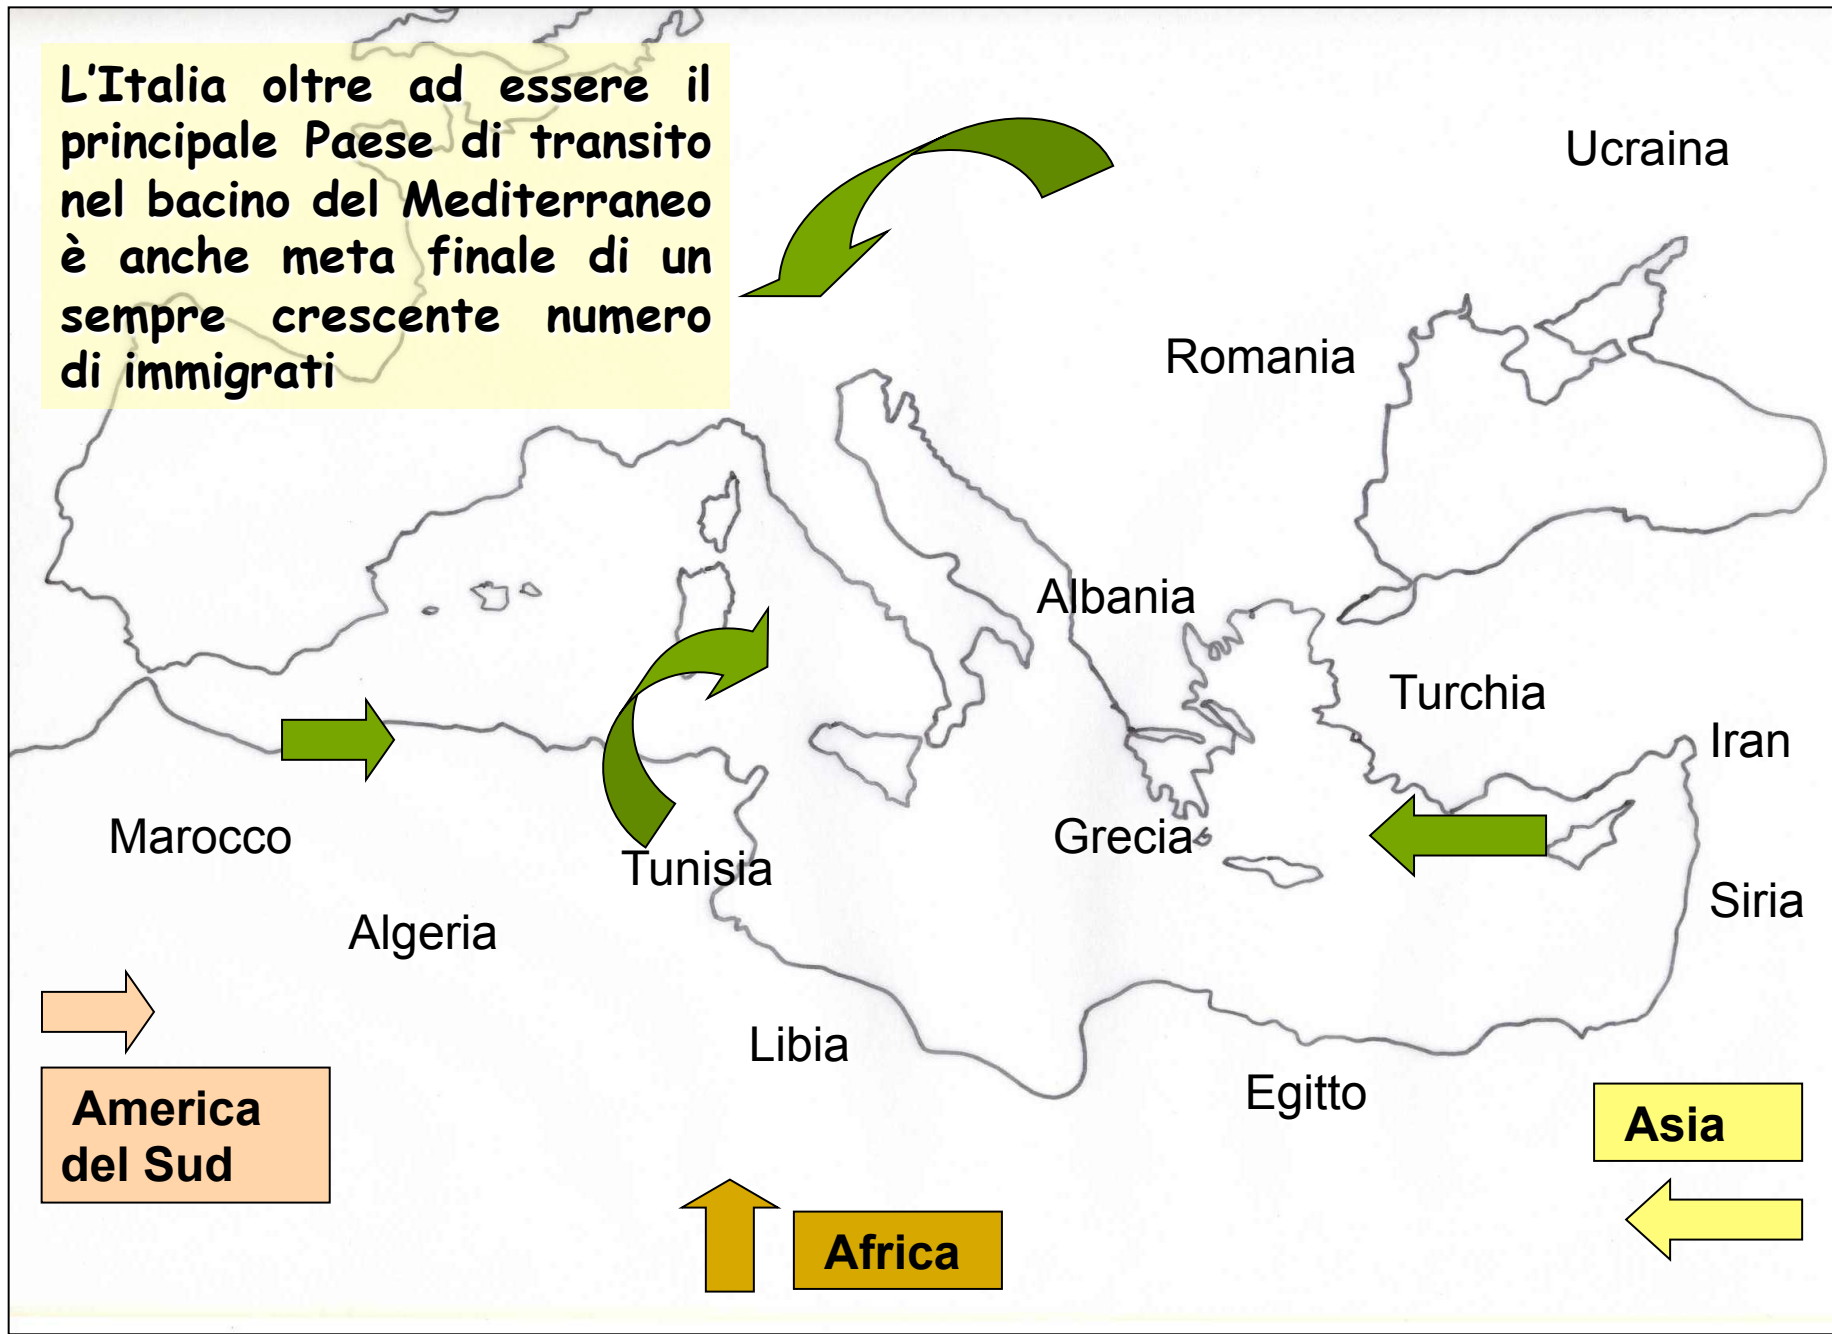 L'Italia oltre ad essere il
principale Paese di transito
nel bacino del Mediterraneo
è anche meta finale di un
sempre crescente numero
di immigrati
Ucraina
Romania
Albania
Turchia
Iran
Marocco
Grecia
Tunisia
Siria
Algeria
Libia
Egitto
America
del Sud
Asia
Africa